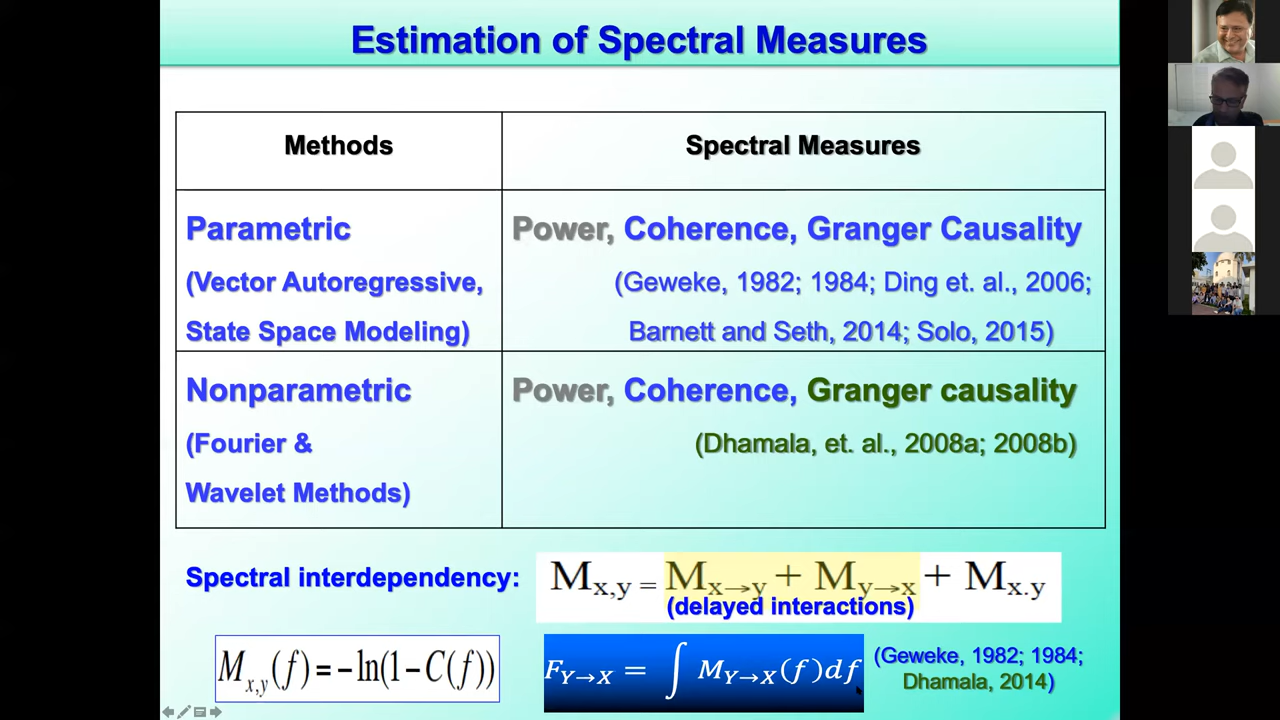 Estimation of Spectral Measures
Methods
Spectral Measures
Parametric
(Vector Autoregressive,
State Space Modeling)
Power, Coherence, Granger Causality
(Geweke, 1982; 1984; Ding et. al., 2006;
Barnett and Seth, 2014; Solo, 2015)
Nonparametric
(Fourier &
Wavelet Methods)
Power, Coherence, Granger causality
(Dhamala, et. al., 2008a; 2008b)
Spectral interdependency:
Mx,y = Mx→y + My→x + Mx.y
(delayed interactions)
Mx,y(f) = −ln(1−C(f))
FY→X = ∫ MY→X(f)df
(Geweke, 1982; 1984;
Dhamala, 2014)